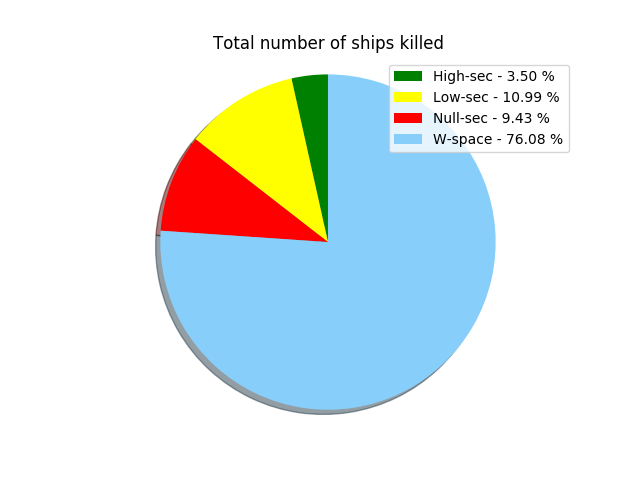 Total number of ships killed
High-sec - 3.50 %
Low-sec - 10.99 %
Null-sec - 9.43 %
W-space - 76.08 %